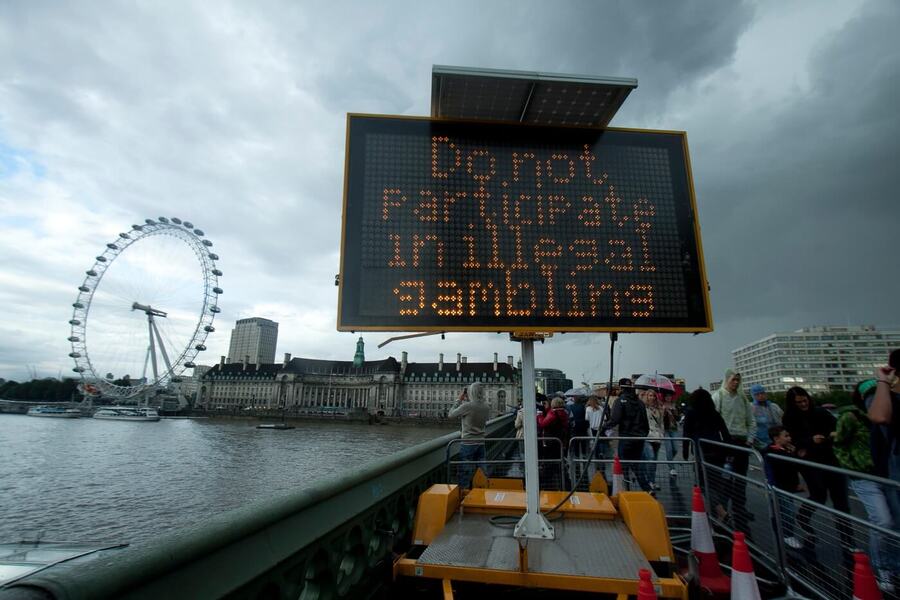 Do not
participate
in illegal
gambling